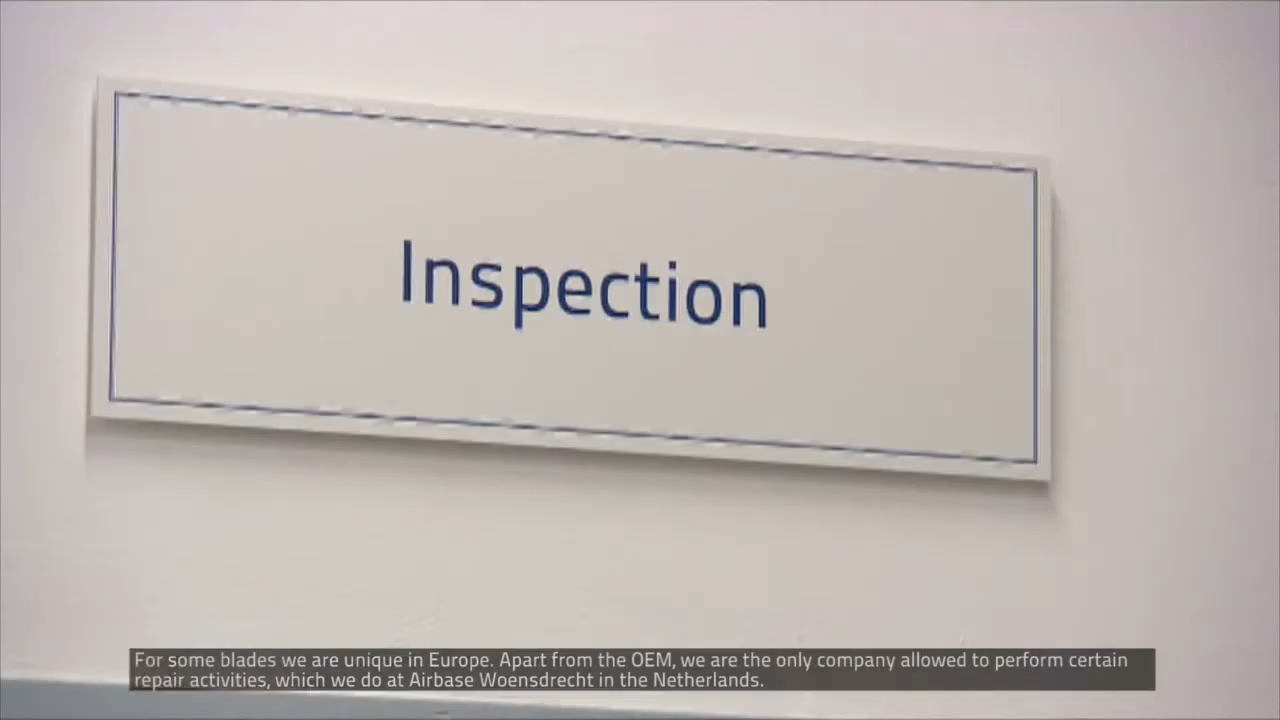 Inspection
For some blades we are unique in Europe. Apart from the OEM, we are the only company allowed to perform certain
repair activities, which we do at Airbase Woensdrecht in the Netherlands.